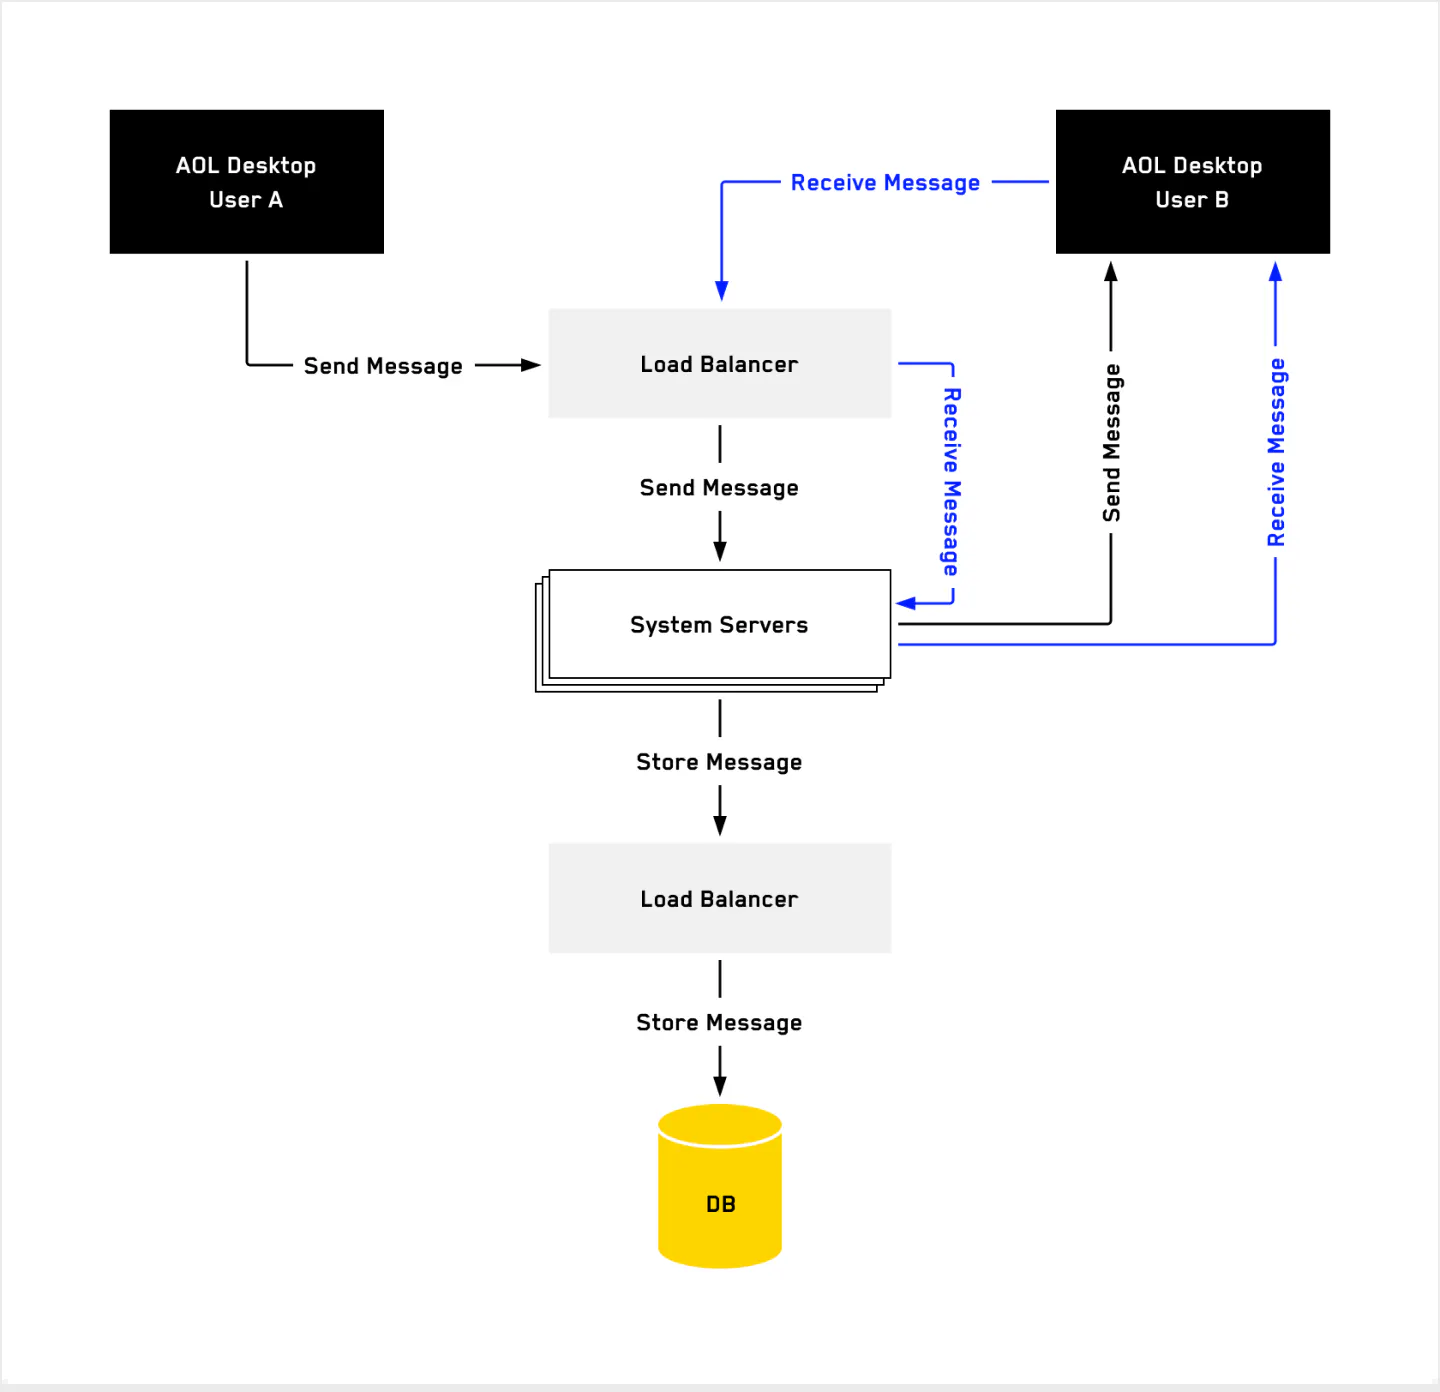 AOL Desktop
User A
AOL Desktop
User B
Receive Message
Send Message
Load Balancer
Receive Message
Send Message
Receive Message
Send Message
System Servers
Store Message
Load Balancer
Store Message
DB